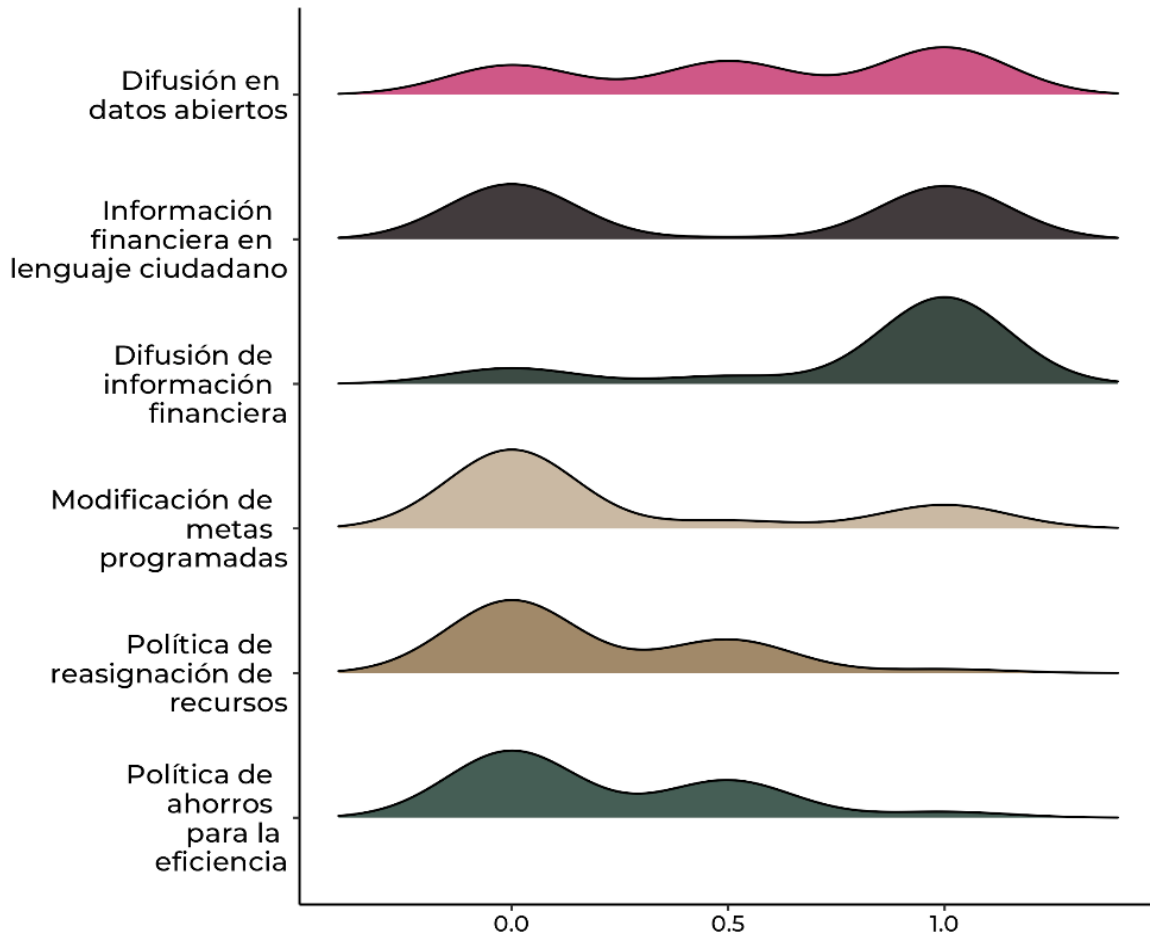 Difusión en
datos abiertos
Información
financiera en
lenguaje ciudadano
Difusión de
información
financiera
Modificación de
metas
programadas
Política de
reasignación de
recursos
Política de
ahorros
para la
eficiencia
0.0 0.5 1.0